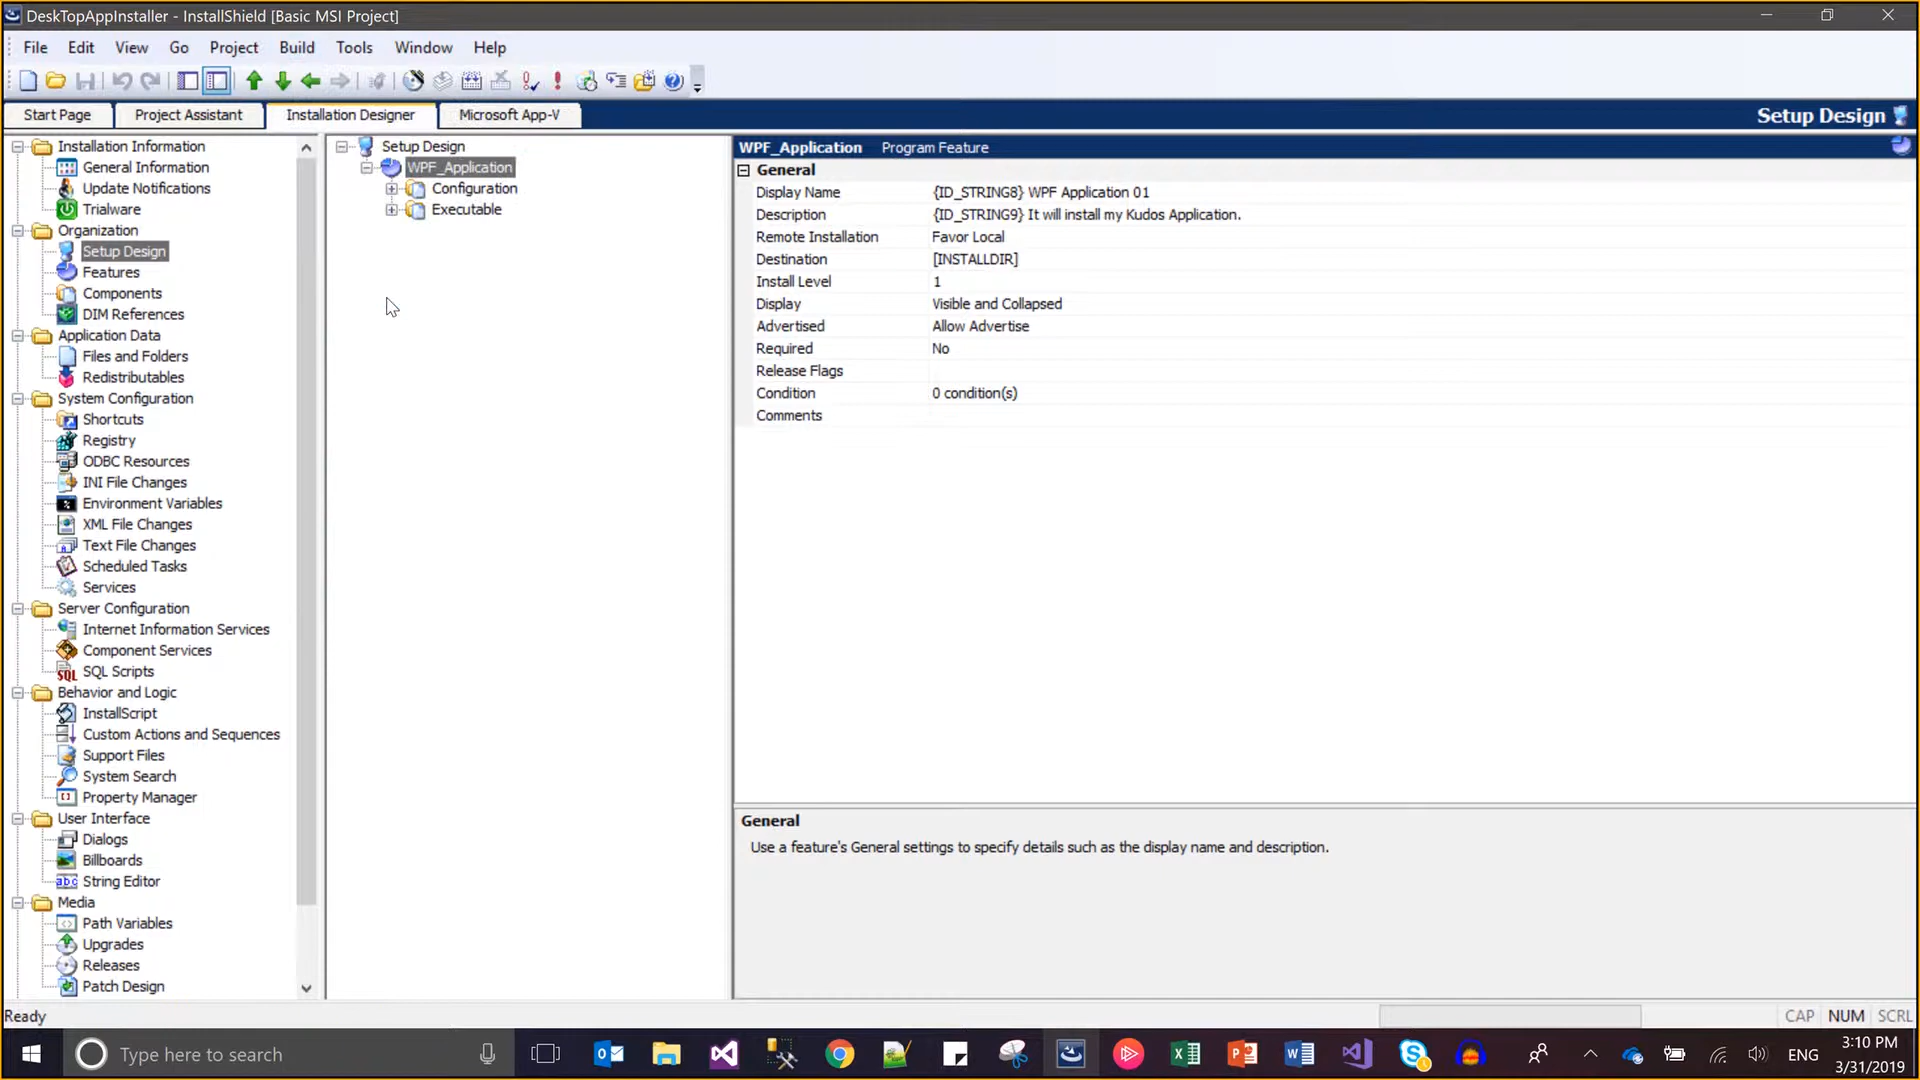 DeskTopAppInstaller - InstallShield [Basic MSI Project]
File Edit View Go Project Build Tools Window Help
Start Page Project Assistant Installation Designer Microsoft App-V Setup Design
Installation Information
General Information
Update Notifications
Trialware
Organization
Setup Design
Features
Components
DIM References
Application Data
Files and Folders
Redistributables
System Configuration
Shortcuts
Registry
ODBC Resources
INI File Changes
Environment Variables
XML File Changes
Text File Changes
Scheduled Tasks
Services
Server Configuration
Internet Information Services
Component Services
SQL Scripts
Behavior and Logic
InstallScript
Custom Actions and Sequences
Support Files
System Search
Property Manager
User Interface
Dialogs
Billboards
String Editor
Media
Path Variables
Upgrades
Releases
Patch Design
Setup Design
WPF_Application
Configuration
Executable
WPF_Application Program Feature
General
Display Name {ID_STRING8} WPF Application 01
Description {ID_STRING9} It will install my Kudos Application.
Remote Installation Favor Local
Destination [INSTALLDIR]
Install Level 1
Display Visible and Collapsed
Advertised Allow Advertise
Required No
Release Flags
Condition 0 condition(s)
Comments
General
Use a feature's General settings to specify details such as the display name and description.
Ready CAP NUM SCRL
Type here to search
ENG
3:10 PM
3/31/2019